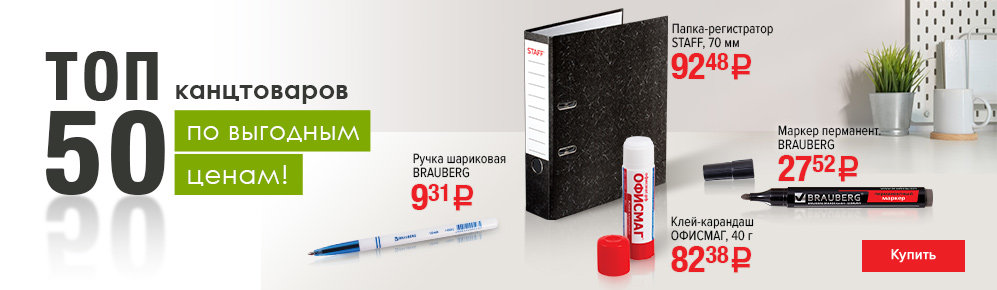 ТОП
50
канцтоваров
по выгодным
ценам!
Ручка шариковая
BRAUBERG
9 31 ₽
BRAUBERG
Папка-регистратор
STAFF, 70 мм
92 48 ₽
STAFF
Маркер перманент.
BRAUBERG
27 52 ₽
BRAUBERG
маркер
ОФИСМАГ
Клей-карандаш
ОФИСМАГ, 40 г
82 38 ₽
Купить